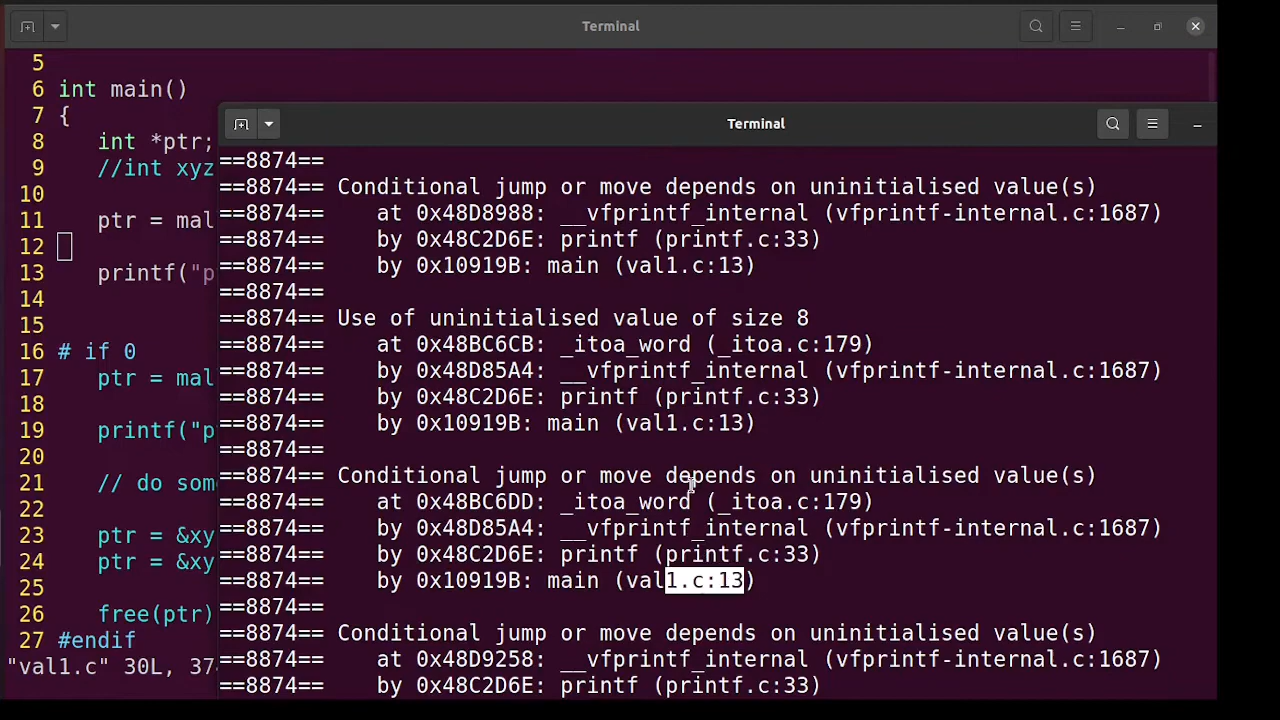 Terminal
5
6 int main()
7 {
8 int *ptr;
9 //int xyz
10
11 ptr = mal
12
13 printf("p
14
15
16 # if 0
17 ptr = mal
18
19 printf("p
20
21 // do som
22
23 ptr = &xy
24 ptr = &xy
25
26 free(ptr)
27 #endif
"val1.c" 30L, 37
Terminal
==8874==
==8874== Conditional jump or move depends on uninitialised value(s)
==8874== at 0x48D8988: __vfprintf_internal (vfprintf-internal.c:1687)
==8874== by 0x48C2D6E: printf (printf.c:33)
==8874== by 0x10919B: main (val1.c:13)
==8874==
==8874== Use of uninitialised value of size 8
==8874== at 0x48BC6CB: _itoa_word (_itoa.c:179)
==8874== by 0x48D85A4: __vfprintf_internal (vfprintf-internal.c:1687)
==8874== by 0x48C2D6E: printf (printf.c:33)
==8874== by 0x10919B: main (val1.c:13)
==8874==
==8874== Conditional jump or move depends on uninitialised value(s)
==8874== at 0x48BC6DD: _itoa_word (_itoa.c:179)
==8874== by 0x48D85A4: __vfprintf_internal (vfprintf-internal.c:1687)
==8874== by 0x48C2D6E: printf (printf.c:33)
==8874== by 0x10919B: main (val1.c:13)
==8874==
==8874== Conditional jump or move depends on uninitialised value(s)
==8874== at 0x48D9258: __vfprintf_internal (vfprintf-internal.c:1687)
==8874== by 0x48C2D6E: printf (printf.c:33)